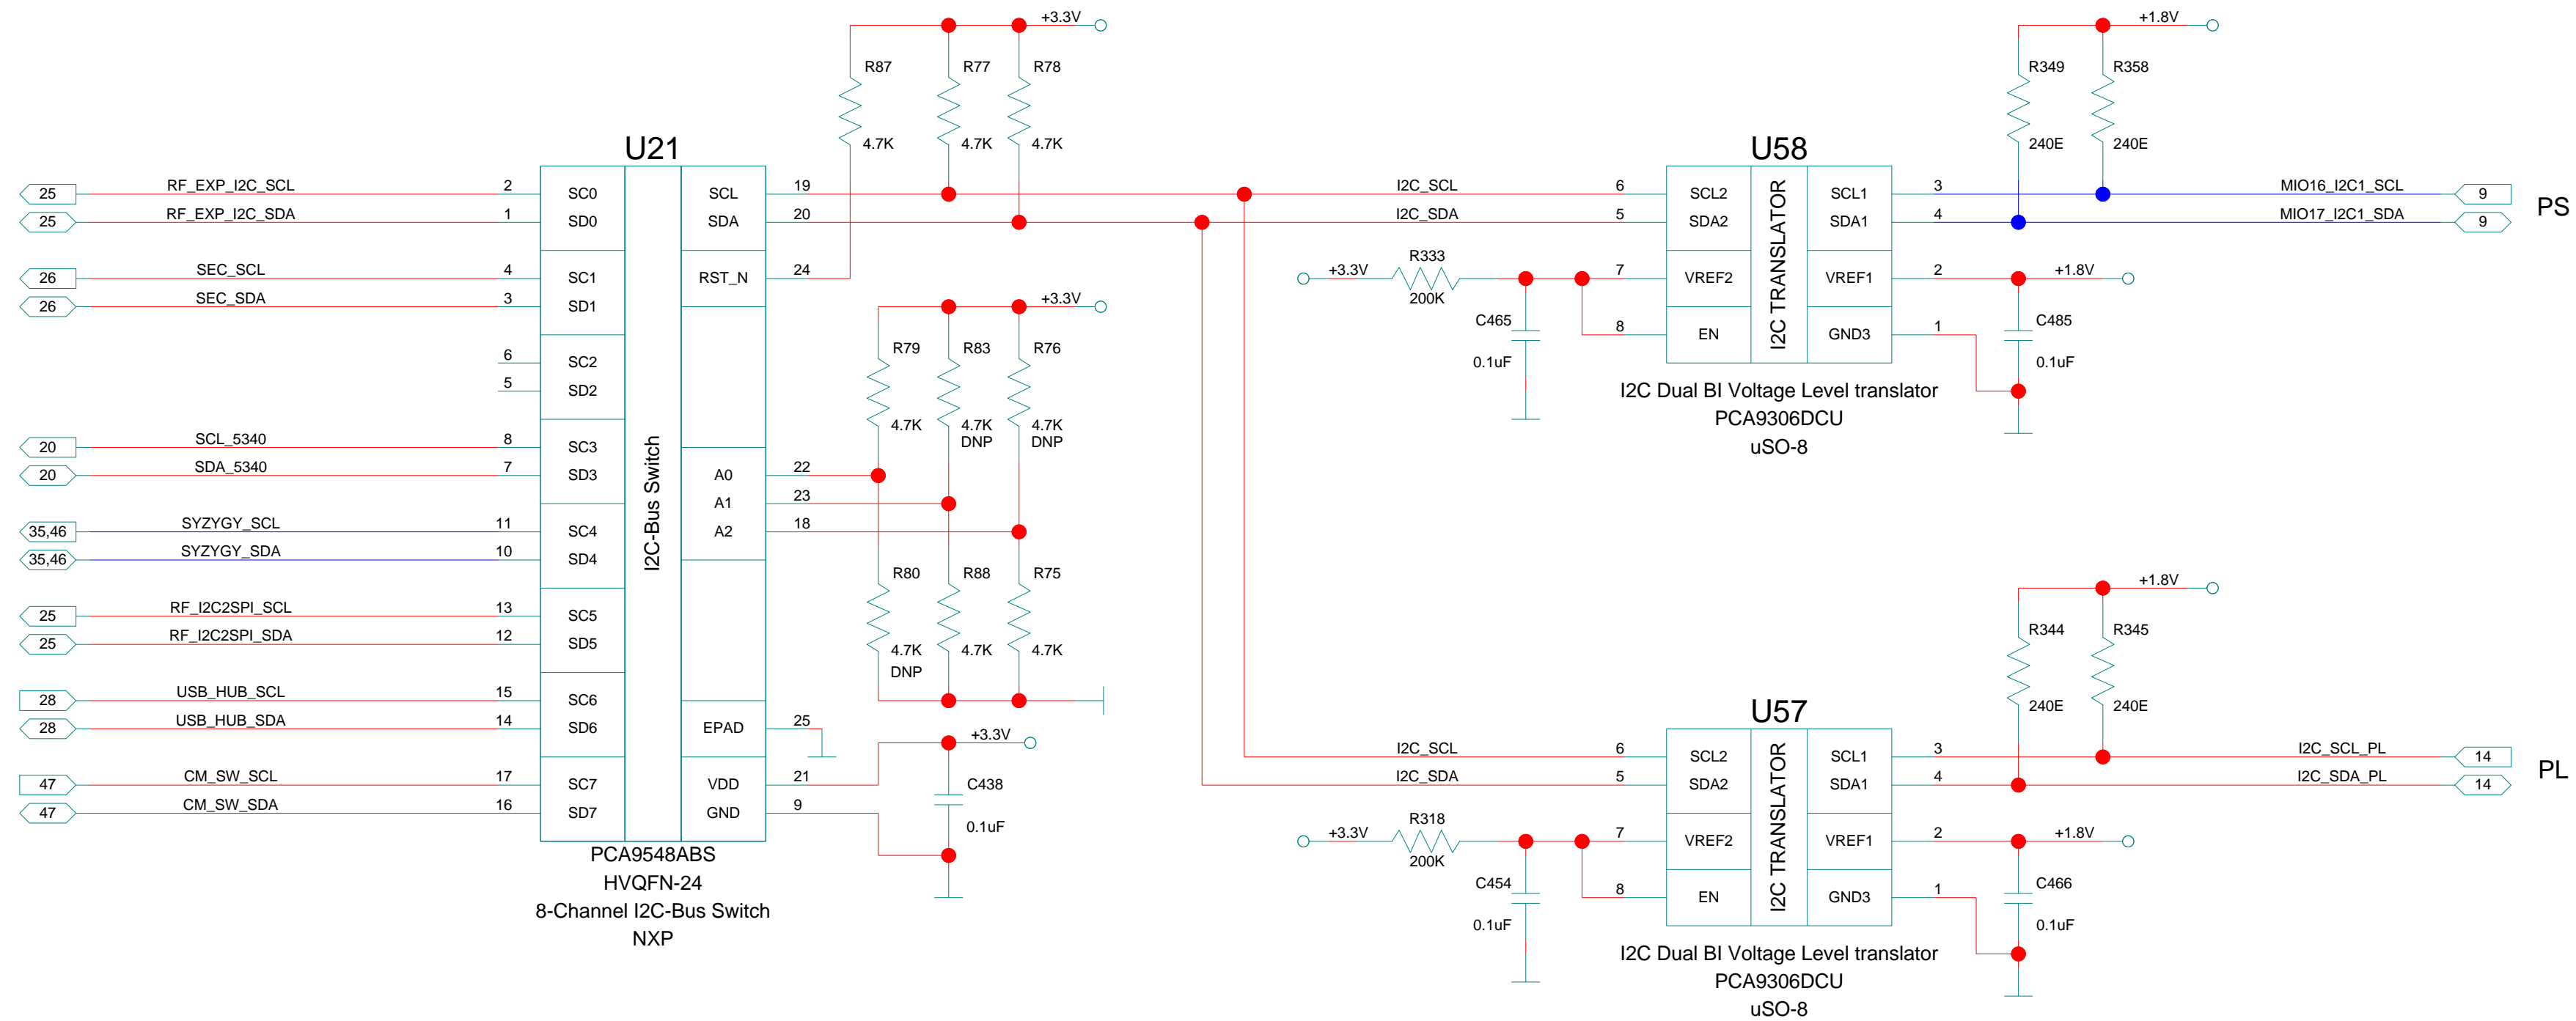 U21
25 RF_EXP_I2C_SCL 2 SC0
25 RF_EXP_I2C_SDA 1 SD0
26 SEC_SCL 4 SC1
26 SEC_SDA 3 SD1
6 SC2
5 SD2
20 SCL_5340 8 SC3
20 SDA_5340 7 SD3
35,46 SYZYGY_SCL 11 SC4
35,46 SYZYGY_SDA 10 SD4
25 RF_I2C2SPI_SCL 13 SC5
25 RF_I2C2SPI_SDA 12 SD5
28 USB_HUB_SCL 15 SC6
28 USB_HUB_SDA 14 SD6
47 CM_SW_SCL 17 SC7
47 CM_SW_SDA 16 SD7
I2C-Bus Switch
SCL 19
SDA 20
RST_N 24
A0 22
A1 23
A2 18
EPAD 25
VDD 21
GND 9
PCA9548ABS
HVQFN-24
8-Channel I2C-Bus Switch
NXP
+3.3V
R87 R77 R78
4.7K 4.7K 4.7K
+3.3V
R79 R83 R76
4.7K 4.7K 4.7K
DNP DNP
R80 R88 R75
4.7K 4.7K 4.7K
DNP
+3.3V
C438
0.1uF
U58
I2C_SCL 6 SCL2
I2C_SDA 5 SDA2
+3.3V R333 7 VREF2
200K
C465 8 EN
0.1uF
I2C TRANSLATOR
+1.8V
R349 R358
240E 240E
SCL1 3 MIO16_I2C1_SCL 9
SDA1 4 MIO17_I2C1_SDA 9
PS
VREF1 2 +1.8V
GND3 1 C485
0.1uF
I2C Dual BI Voltage Level translator
PCA9306DCU
uSO-8
U57
I2C_SCL 6 SCL2
I2C_SDA 5 SDA2
+3.3V R318 7 VREF2
200K
C454 8 EN
0.1uF
I2C TRANSLATOR
+1.8V
R344 R345
240E 240E
SCL1 3 I2C_SCL_PL 14
SDA1 4 I2C_SDA_PL 14
PL
VREF1 2 +1.8V
GND3 1 C466
0.1uF
I2C Dual BI Voltage Level translator
PCA9306DCU
uSO-8